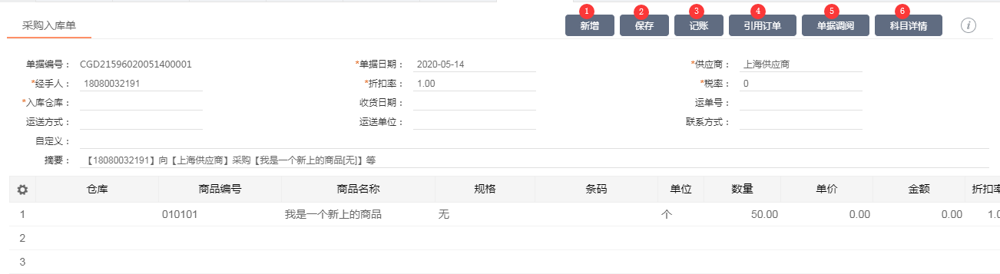 1 2 3 4 5 6
采购入库单 新增 保存 记账 引用订单 单据调阅 科目详情 i
单据编号： CGD21596020051400001 *单据日期： 2020-05-14 *供应商： 上海供应商
*经手人： 18080032191 *折扣率： 1.00 *税率： 0
*入库仓库： 收货日期： 运单号：
运送方式： 运送单位： 联系方式：
自定义：
摘要： 【18080032191】向【上海供应商】采购【我是一个新上的商品[无]】等
仓库 商品编号 商品名称 规格 条码 单位 数量 单价 金额 折扣率
1 010101 我是一个新上的商品 无 个 50.00 0.00 0.00 1.0
2
3